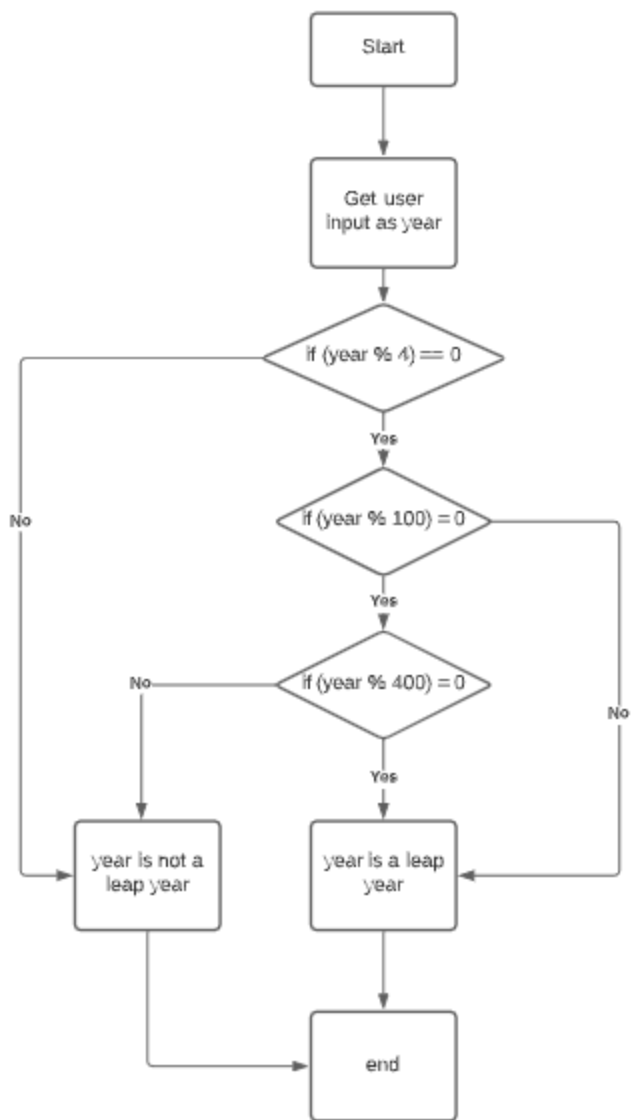 Start
Get user
input as year
if (year % 4) == 0
Yes
No
if (year % 100) = 0
Yes
if (year % 400) = 0
No
No
Yes
year is not a
leap year
year is a leap
year
end